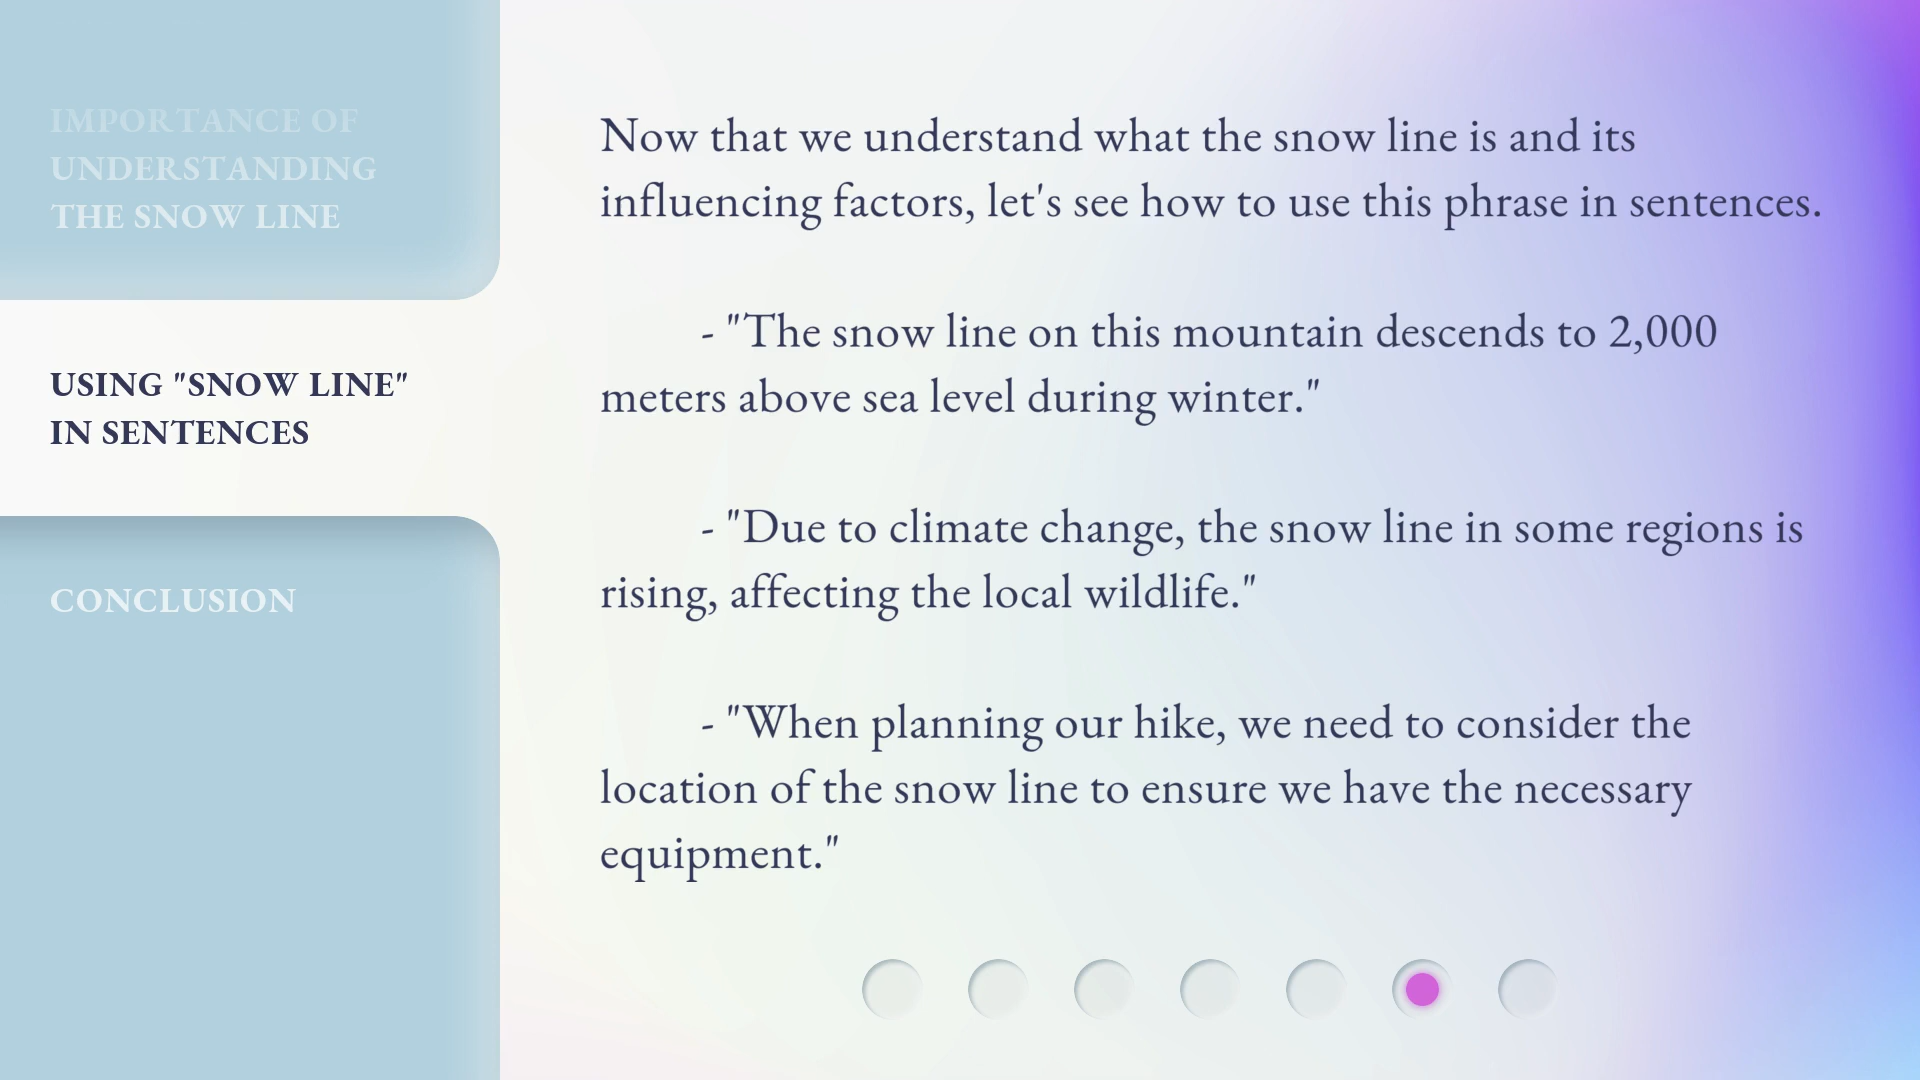 IMPORTANCE OF
UNDERSTANDING
THE SNOW LINE
USING "SNOW LINE"
IN SENTENCES
CONCLUSION
Now that we understand what the snow line is and its
influencing factors, let's see how to use this phrase in sentences.
- "The snow line on this mountain descends to 2,000
meters above sea level during winter."
- "Due to climate change, the snow line in some regions is
rising, affecting the local wildlife."
- "When planning our hike, we need to consider the
location of the snow line to ensure we have the necessary
equipment."